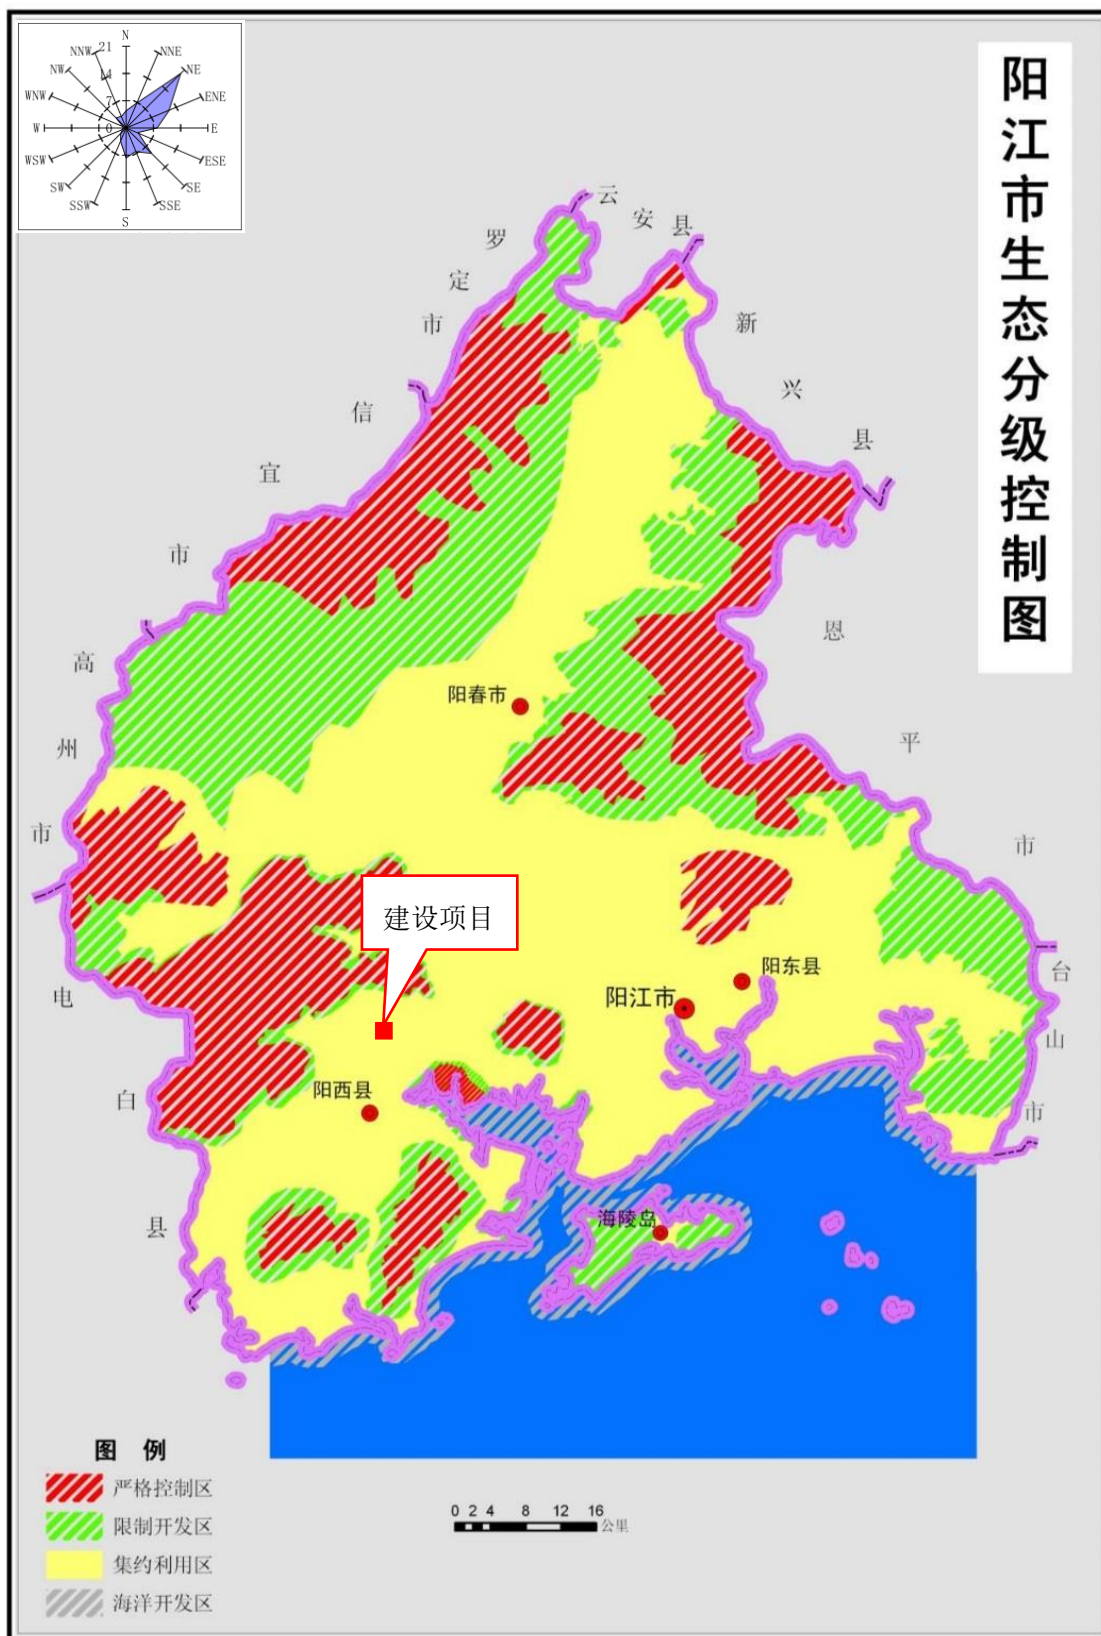 阳江市生态分级控制图
N
NNW
21
NNE
NW
14
NE
WNW
7
ENE
W
0
E
WSW
ESE
SW
SE
SSW
SSE
S
云
安
县
罗
定
市
新
兴
县
信
宜
市
恩
平
市
高
州
市
阳春市
建设项目
阳东县
阳江市
台
山
市
电
白
县
阳西县
海陵岛
图 例
严格控制区
限制开发区
集约利用区
海洋开发区
0 2 4 8 12 16
公里